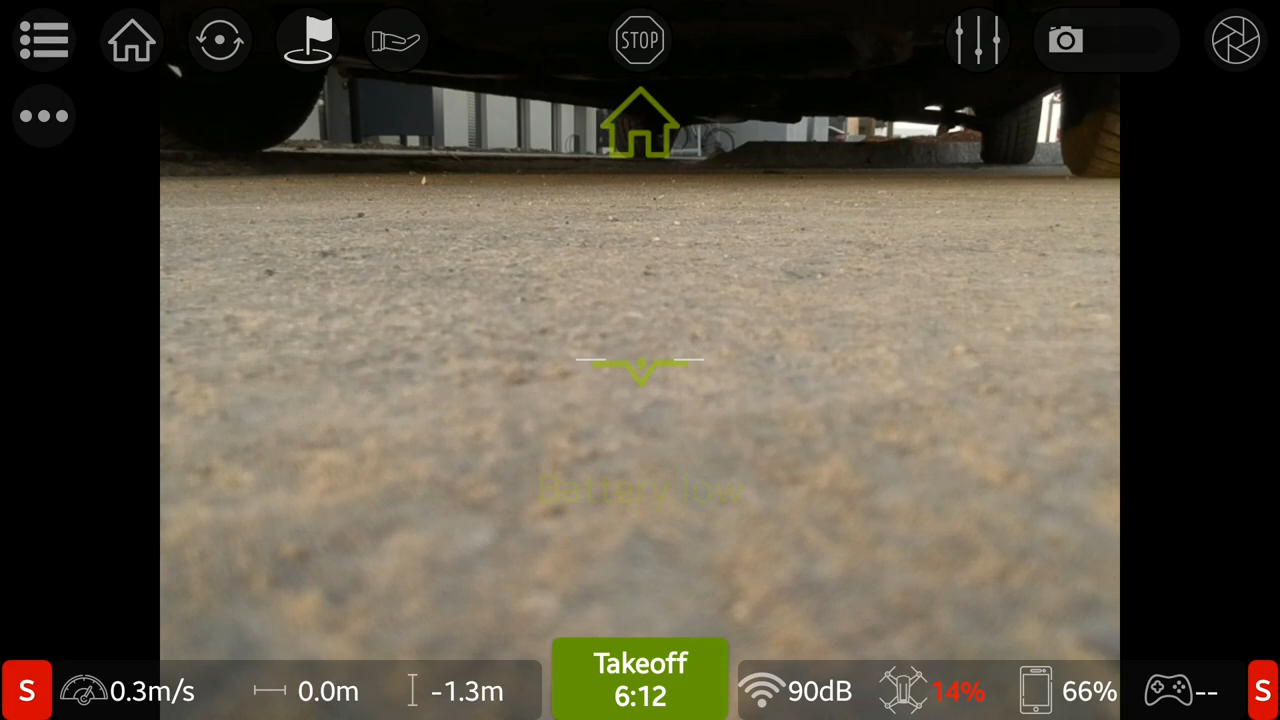 STOP
Battery low
S
0.3m/s
0.0m
-1.3m
Takeoff
6:12
90dB
14%
66%
--
S